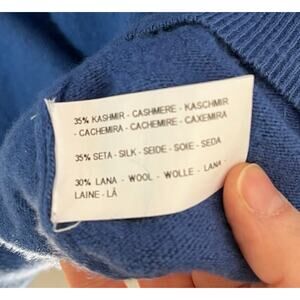 35% KASHMIR - CASHMERE - KASCHMIR
- CACHEMIRA - CACHEMIRE - CAXEMIRA
35% SETA - SILK - SEIDE - SOIE - SEDA
30% LANA - WOOL - WOLLE - LANA -
LAINE - LÃ